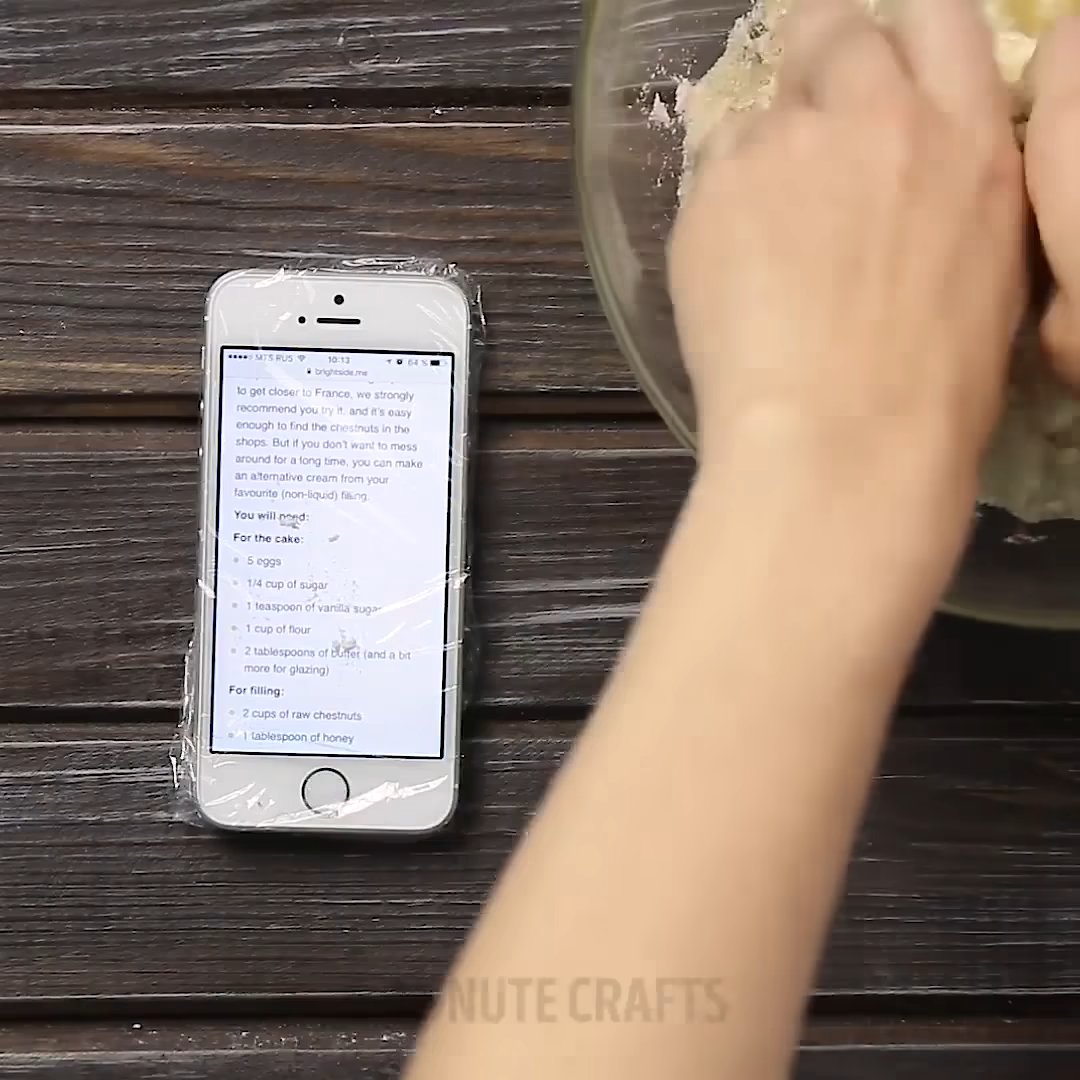 MTS RUS 10:13 64 %
brightside.me
to get closer to France, we strongly
recommend you try it, and it's easy
enough to find the chestnuts in the
shops. But if you don't want to mess
around for a long time, you can make
an alternative cream from your
favourite (non-liquid) filling.
You will need:
For the cake:
5 eggs
1/4 cup of sugar
1 teaspoon of vanilla sugar
1 cup of flour
2 tablespoons of butter (and a bit
more for glazing)
For filling:
2 cups of raw chestnuts
1 tablespoon of honey
NUTE CRAFTS